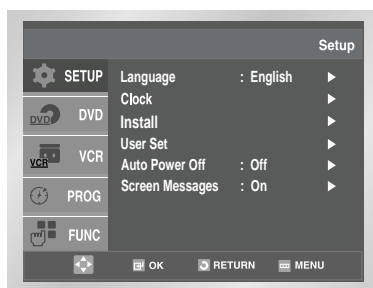 Setup
SETUP
DVD
DVD
VCR
VCR
PROG
FUNC
Language : English
Clock
Install
User Set
Auto Power Off : Off
Screen Messages : On
OK RETURN MENU